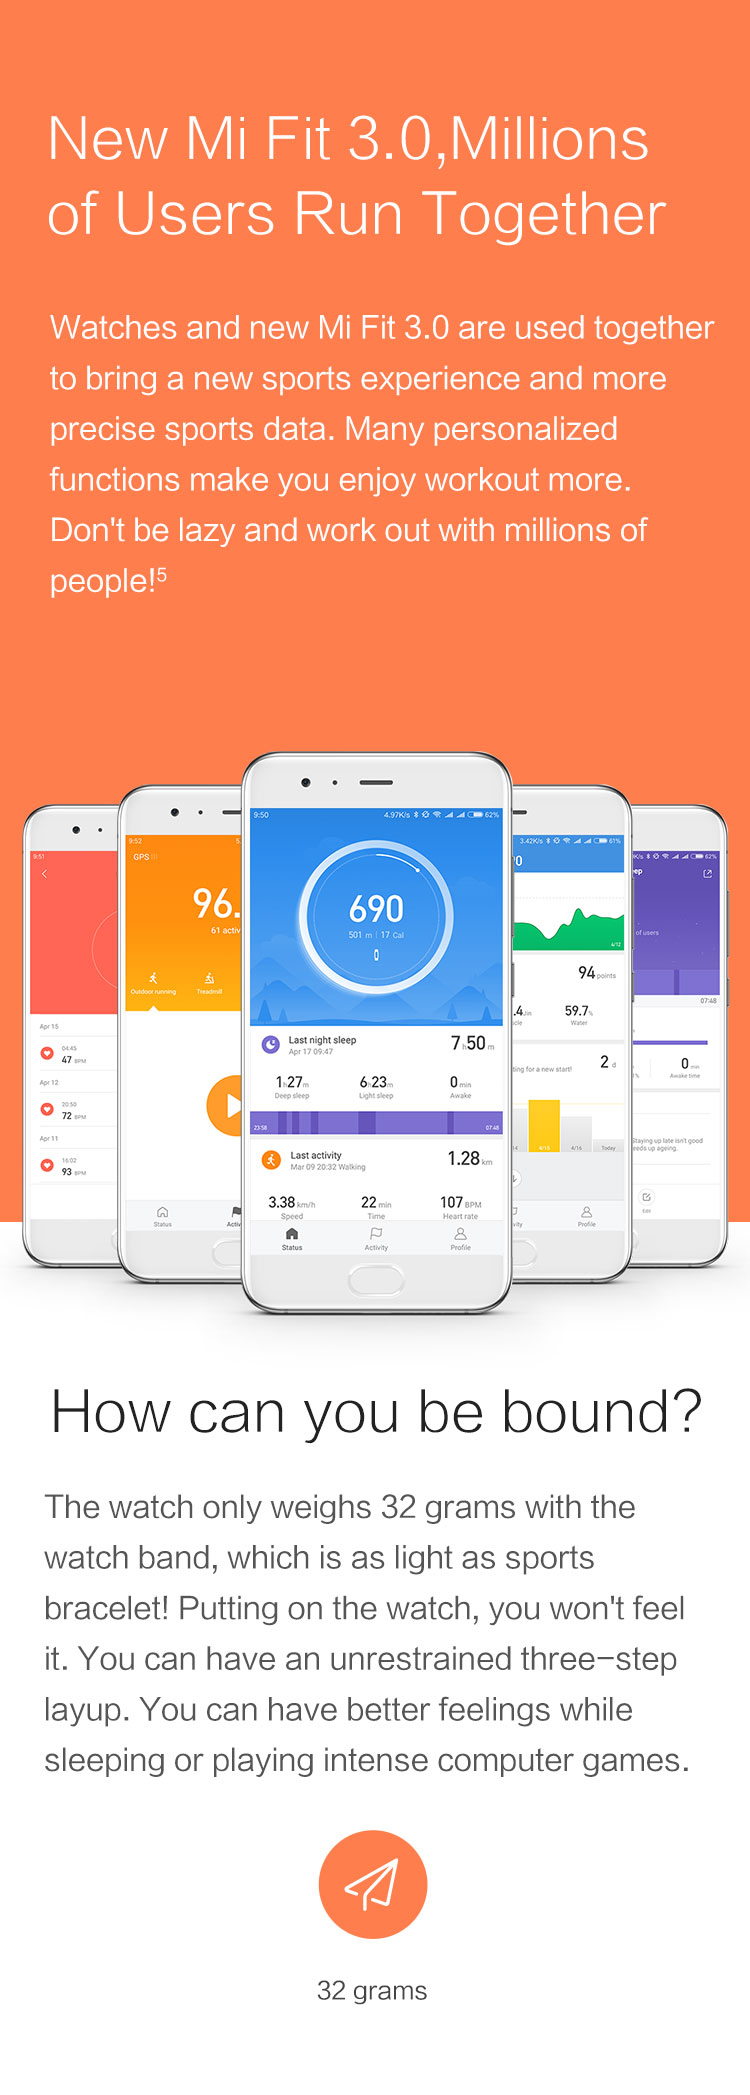 New Mi Fit 3.0,Millions
of Users Run Together
Watches and new Mi Fit 3.0 are used together
to bring a new sports experience and more
precise sports data. Many personalized
functions make you enjoy workout more.
Don't be lazy and work out with millions of
people!5
9:51
Apr 15
04:45
47 BPM
Apr 12
20:50
72 BPM
Apr 11
16:02
93 BPM
9:52
GPS
96.
61 activ
Outdoor running Treadmill
Status Activ
9:50 4.97K/s 62%
690
501 m 17 Cal
Last night sleep
Apr 17 09:47
7h50m
1h27m 6h23m 0min
Deep sleep Light sleep Awake
23:58 07:48
Last activity
Mar 09 20:32 Walking
1.28 km
3.38 km/h 22 min 107 BPM
Speed Time Heart rate
Status Activity Profile
3.42K/s 61%
0
4/12
94 points
.4Jin 59.7%
cle Water
ting for a new start! 2 d
14 4/15 4/16 Today
vity Profile
K/s 62%
ep
of users
07:48
0 min
1% Awake time
Staying up late isn't good
eeds up ageing.
Edit
How can you be bound?
The watch only weighs 32 grams with the
watch band, which is as light as sports
bracelet! Putting on the watch, you won't feel
it. You can have an unrestrained three-step
layup. You can have better feelings while
sleeping or playing intense computer games.
32 grams